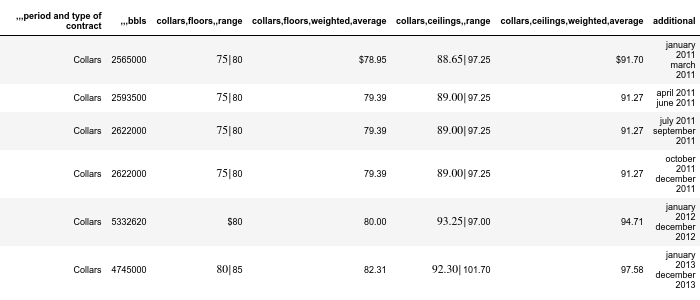 ,,,period and type of contract ,,,bbls collars,floors,,range collars,floors,weighted,average collars,ceilings,,range collars,ceilings,weighted,average additional
Collars 2565000 75|80 $78.95 88.65|97.25 $91.70 january 2011 march 2011
Collars 2593500 75|80 79.39 89.00|97.25 91.27 april 2011 june 2011
Collars 2622000 75|80 79.39 89.00|97.25 91.27 july 2011 september 2011
Collars 2622000 75|80 79.39 89.00|97.25 91.27 october 2011 december 2011
Collars 5332620 $80 80.00 93.25|97.00 94.71 january 2012 december 2012
Collars 4745000 80|85 82.31 92.30|101.70 97.58 january 2013 december 2013